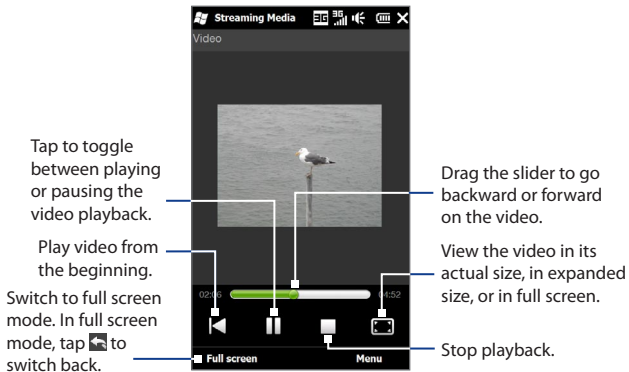 Streaming Media
3G
3G
Video
02:06
04:52
Full screen
Menu
Tap to toggle
between playing
or pausing the
video playback.
Play video from
the beginning.
Switch to full screen
mode. In full screen
mode, tap to
switch back.
Drag the slider to go
backward or forward
on the video.
View the video in its
actual size, in expanded
size, or in full screen.
Stop playback.